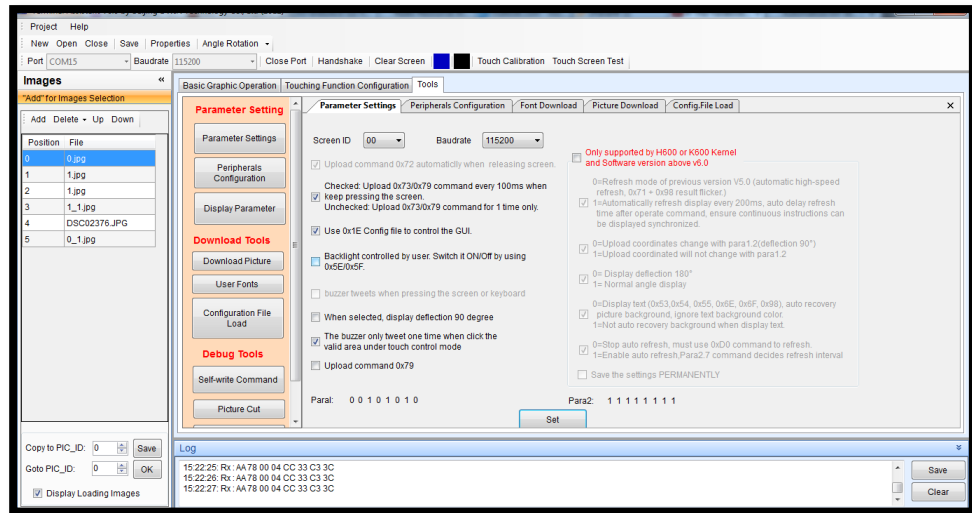 Project Help
New Open Close Save Properties Angle Rotation
Port COM15 Baudrate 115200 Close Port Handshake Clear Screen Touch Calibration Touch Screen Test
Images «
"Add" for Images Selection
Add Delete Up Down
Position File
0 0.jpg
1 1.jpg
2 1.jpg
3 1_1.jpg
4 DSC02376.JPG
5 0_1.jpg
Copy to PIC_ID: 0 Save
Goto PIC_ID: 0 OK
Display Loading Images
Basic Graphic Operation Touching Function Configuration Tools
Parameter Setting
Parameter Settings
Peripherals
Configuration
Display Parameter
Download Tools
Download Picture
User Fonts
Configuration File
Load
Debug Tools
Self-write Command
Picture Cut
Parameter Settings Peripherals Configuration Font Download Picture Download Config.File Load X
Screen ID 00 Baudrate 115200
Upload command 0x72 automaticlly when releasing screen.
Checked: Upload 0x73/0x79 command every 100ms when
keep pressing the screen.
Unchecked: Upload 0x73/0x79 command for 1 time only.
Use 0x1E Config file to control the GUI.
Backlight controlled by user. Switch it ON/Off by using
0x5E/0x5F.
buzzer tweets when pressing the screen or keyboard
When selected, display deflection 90 degree
The buzzer only tweet one time when click the
valid area under touch control mode
Upload command 0x79
Para1: 0 0 1 0 1 0 1 0
Only supported by H600 or K600 Kernel
and Software version above v6.0
0=Refresh mode of previous version V5.0 (automatic high-speed
refresh, 0x71 + 0x98 result flicker.)
1=Automatically refresh display every 200ms, auto delay refresh
time after operate command, ensure continuous instructions can
be displayed synchronized.
0=Upload coordinates change with para1.2(deflection 90°)
1=Upload coordinated will not change with para1.2
0= Display deflection 180°
1= Normal angle display
0=Display text (0x53,0x54, 0x55, 0x6E, 0x6F, 0x98), auto recovery
picture background, ignore text background color.
1=Not auto recovery background when display text.
0=Stop auto refresh, must use 0xD0 command to refresh.
1=Enable auto refresh,Para2.7 command decides refresh interval
Save the settings PERMANENTLY
Para2: 1 1 1 1 1 1 1 1
Set
Log
15:22:25: Rx : AA 78 00 04 CC 33 C3 3C
15:22:26: Rx : AA 78 00 04 CC 33 C3 3C
15:22:27: Rx : AA 78 00 04 CC 33 C3 3C
Save
Clear